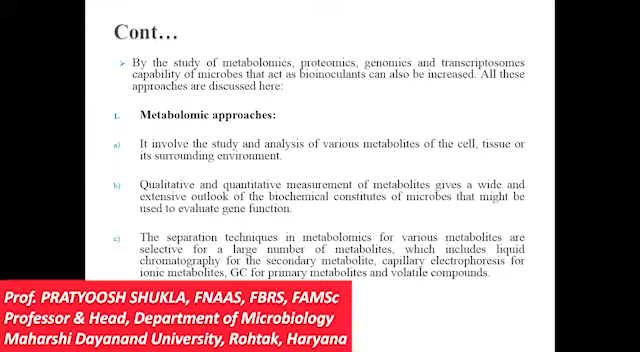 Cont…
➢ By the study of metabolomics, proteomics, genomics and transcriptosomes
capability of microbes that act as bioinoculants can also be increased. All these
approaches are discussed here:
1. Metabolomic approaches:
a) It involve the study and analysis of various metabolites of the cell, tissue or
its surrounding environment.
b) Qualitative and quantitative measurement of metabolites gives a wide and
extensive outlook of the biochemical constitutes of microbes that might be
used to evaluate gene function.
c) The separation techniques in metabolomics for various metabolites are
selective for a large number of metabolites, which includes liquid
chromatography for the secondary metabolite, capillary electrophoresis for
ionic metabolites, GC for primary metabolites and volatile compounds.
Prof. PRATYOOSH SHUKLA, FNAAS, FBRS, FAMSc
Professor & Head, Department of Microbiology
Maharshi Dayanand University, Rohtak, Haryana